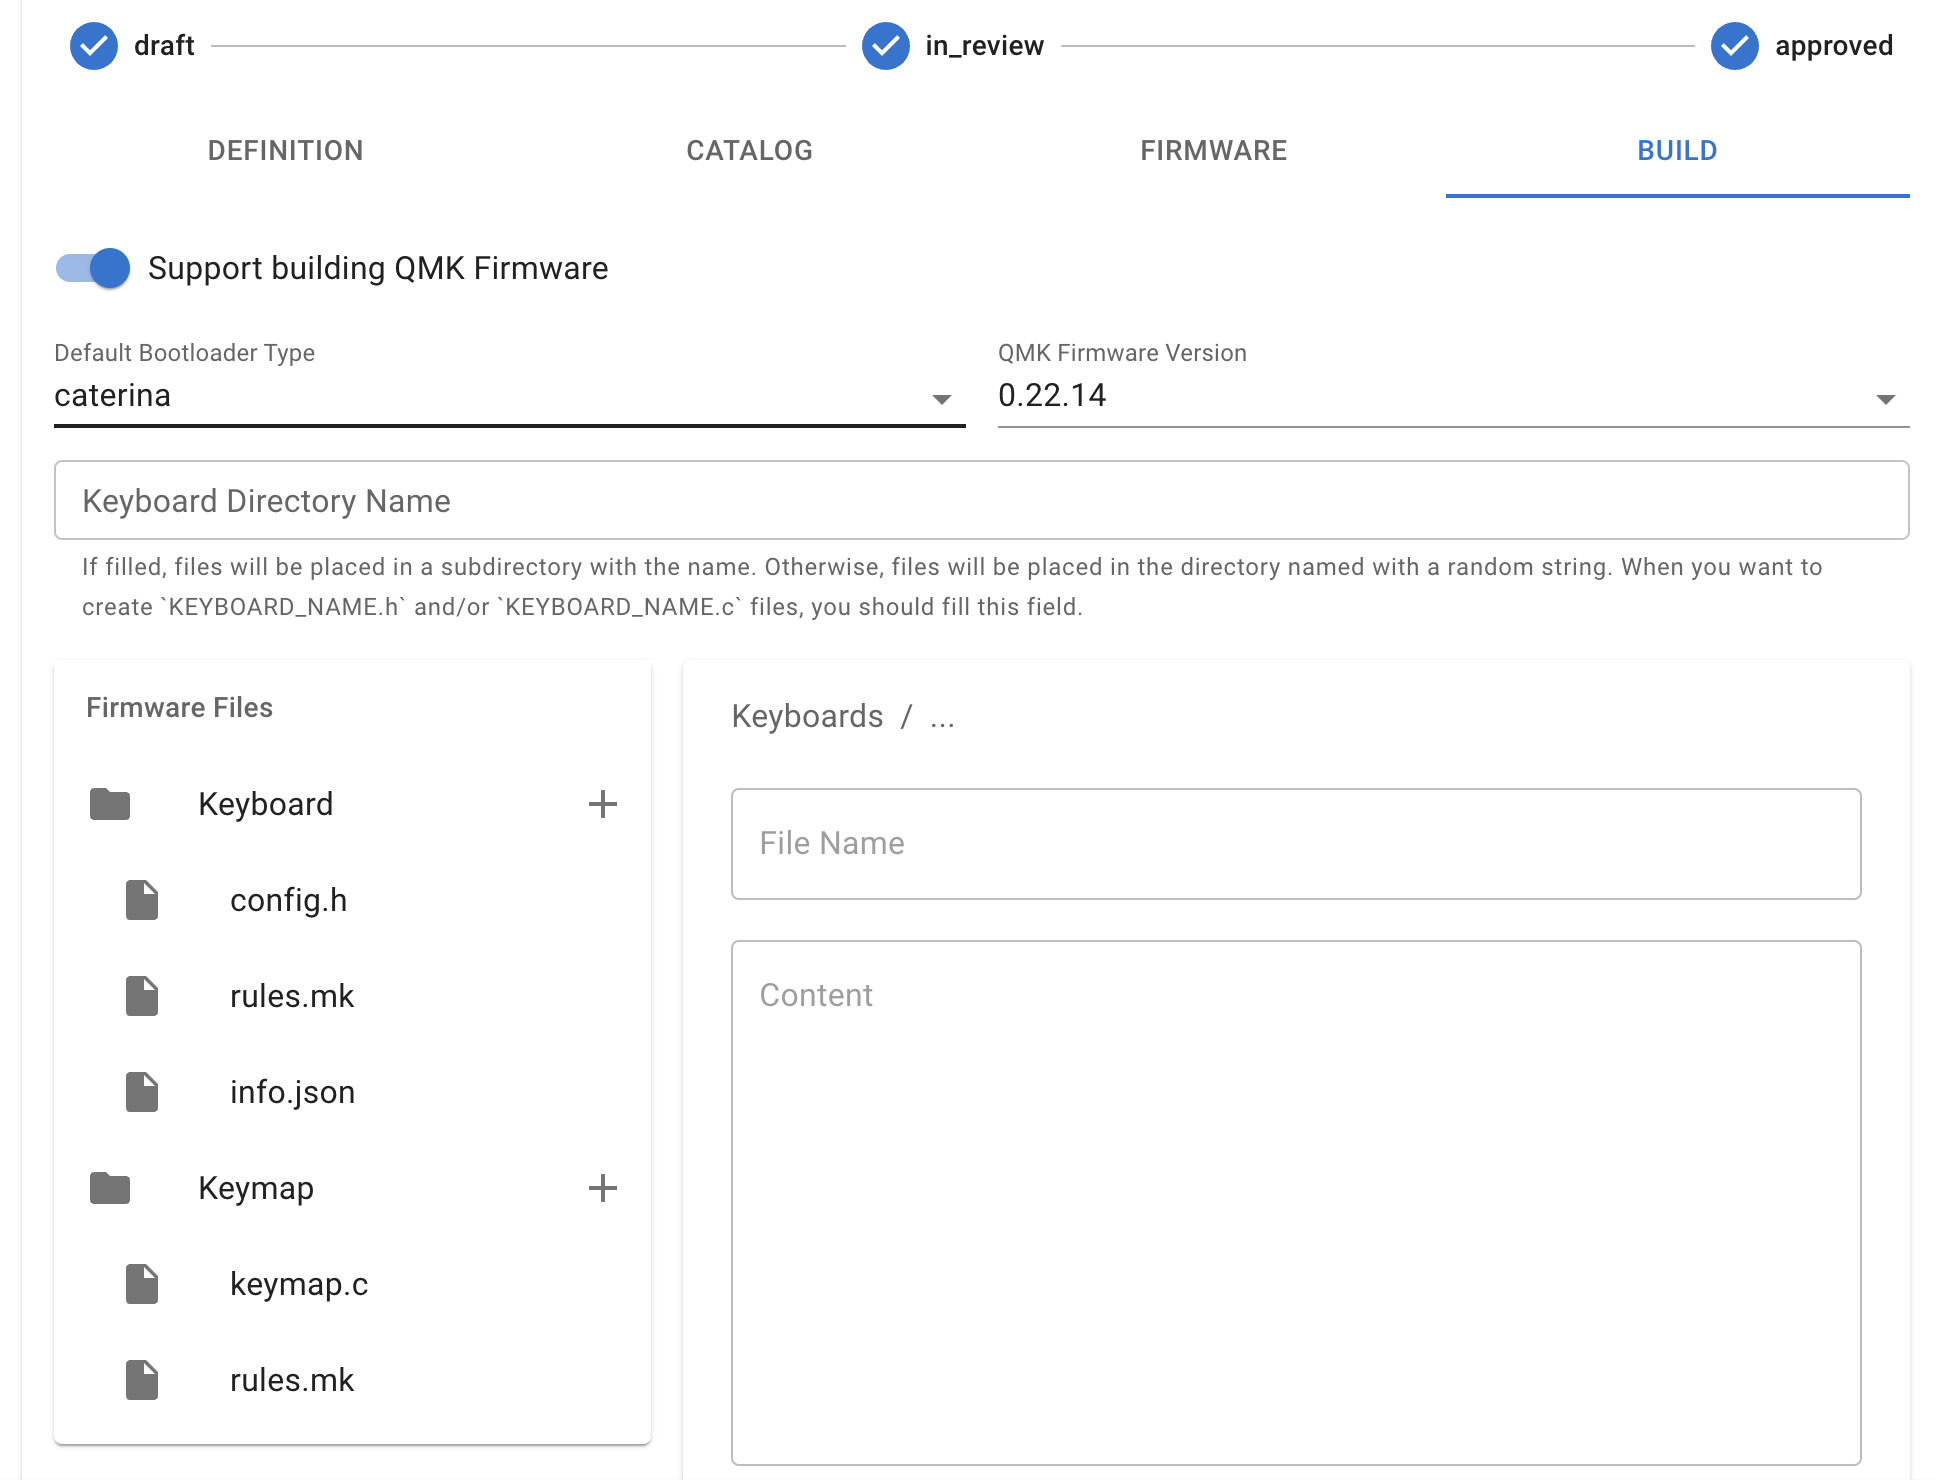 draft
in_review
approved
DEFINITION
CATALOG
FIRMWARE
BUILD
Support building QMK Firmware
Default Bootloader Type
caterina
QMK Firmware Version
0.22.14
Keyboard Directory Name
If filled, files will be placed in a subdirectory with the name. Otherwise, files will be placed in the directory named with a random string. When you want to
create `KEYBOARD_NAME.h` and/or `KEYBOARD_NAME.c` files, you should fill this field.
Firmware Files
Keyboard
config.h
rules.mk
info.json
Keymap
keymap.c
rules.mk
Keyboards / ...
File Name
Content